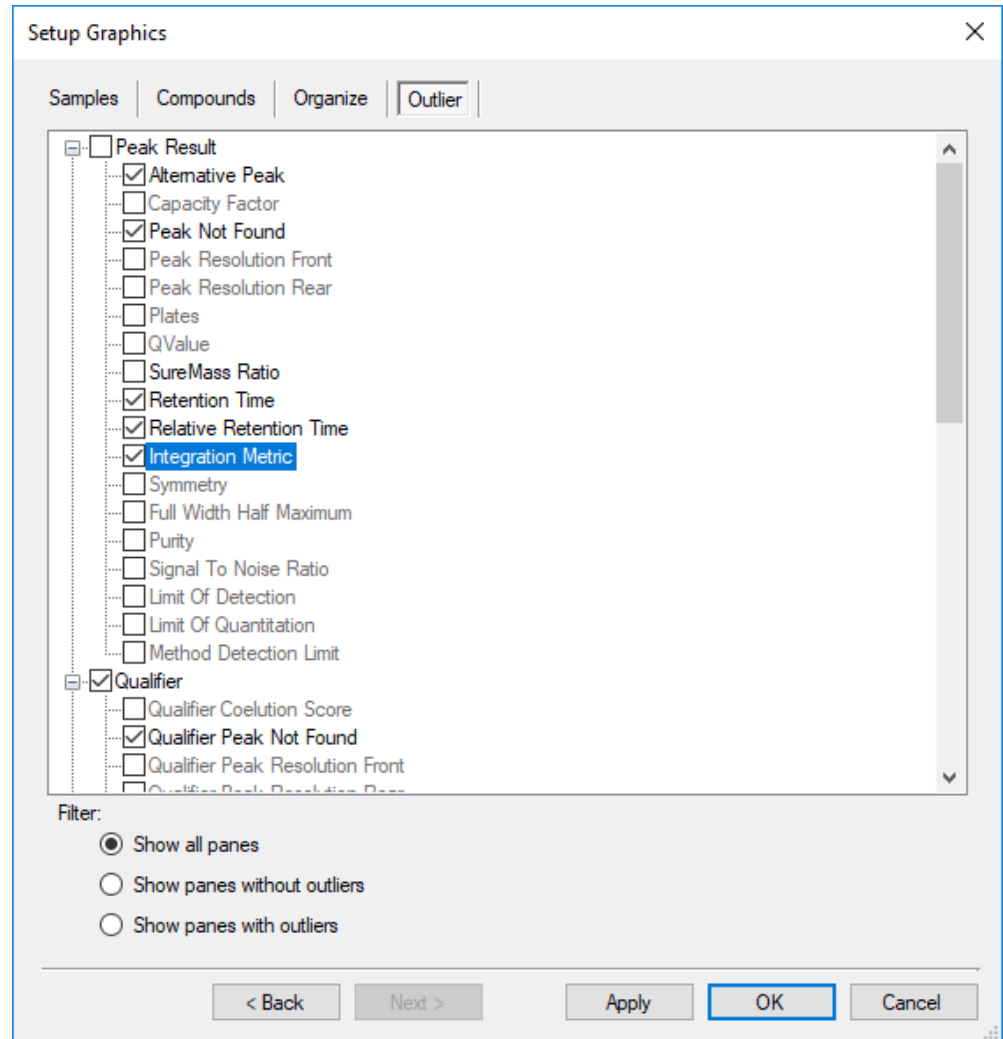 Setup Graphics
Samples Compounds Organize Outlier
Peak Result
Alternative Peak
Capacity Factor
Peak Not Found
Peak Resolution Front
Peak Resolution Rear
Plates
QValue
SureMass Ratio
Retention Time
Relative Retention Time
Integration Metric
Symmetry
Full Width Half Maximum
Purity
Signal To Noise Ratio
Limit Of Detection
Limit Of Quantitation
Method Detection Limit
Qualifier
Qualifier Coelution Score
Qualifier Peak Not Found
Qualifier Peak Resolution Front
Qualifier Peak Resolution Rear
Filter:
Show all panes
Show panes without outliers
Show panes with outliers
< Back Next > Apply OK Cancel